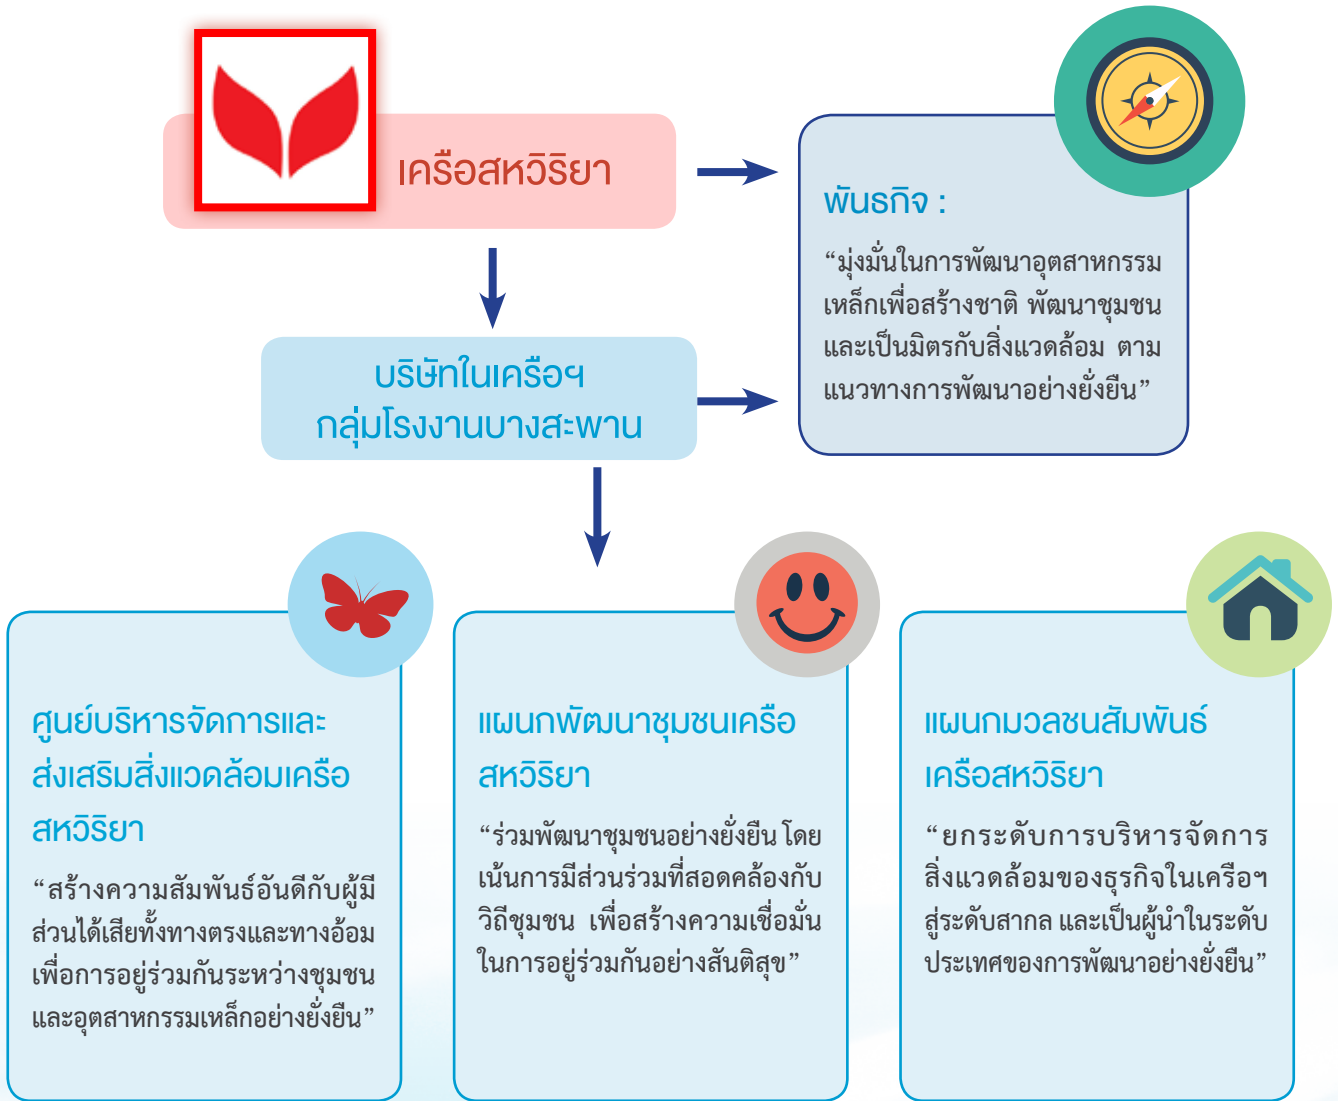 เครือสหวิริยา
พันธกิจ :
“มุ่งมั่นในการพัฒนาอุตสาหกรรม
เหล็กเพื่อสร้างชาติ พัฒนาชุมชน
และเป็นมิตรกับสิ่งแวดล้อม ตาม
แนวทางการพัฒนาอย่างยั่งยืน”
บริษัทในเครือฯ
กลุ่มโรงงานบางสะพาน
ศูนย์บริหารจัดการและ
ส่งเสริมสิ่งแวดล้อมเครือ
สหวิริยา
“สร้างความสัมพันธ์อันดีกับผู้มี
ส่วนได้เสียทั้งทางตรงและทางอ้อม
เพื่อการอยู่ร่วมกันระหว่างชุมชน
และอุตสาหกรรมเหล็กอย่างยั่งยืน”
แผนกพัฒนาชุมชนเครือ
สหวิริยา
“ร่วมพัฒนาชุมชนอย่างยั่งยืน โดย
เน้นการมีส่วนร่วมที่สอดคล้องกับ
วิถีชุมชน เพื่อสร้างความเชื่อมั่น
ในการอยู่ร่วมกันอย่างสันติสุข”
แผนกมวลชนสัมพันธ์
เครือสหวิริยา
“ยกระดับการบริหารจัดการ
สิ่งแวดล้อมของธุรกิจในเครือฯ
สู่ระดับสากล และเป็นผู้นำในระดับ
ประเทศของการพัฒนาอย่างยั่งยืน”